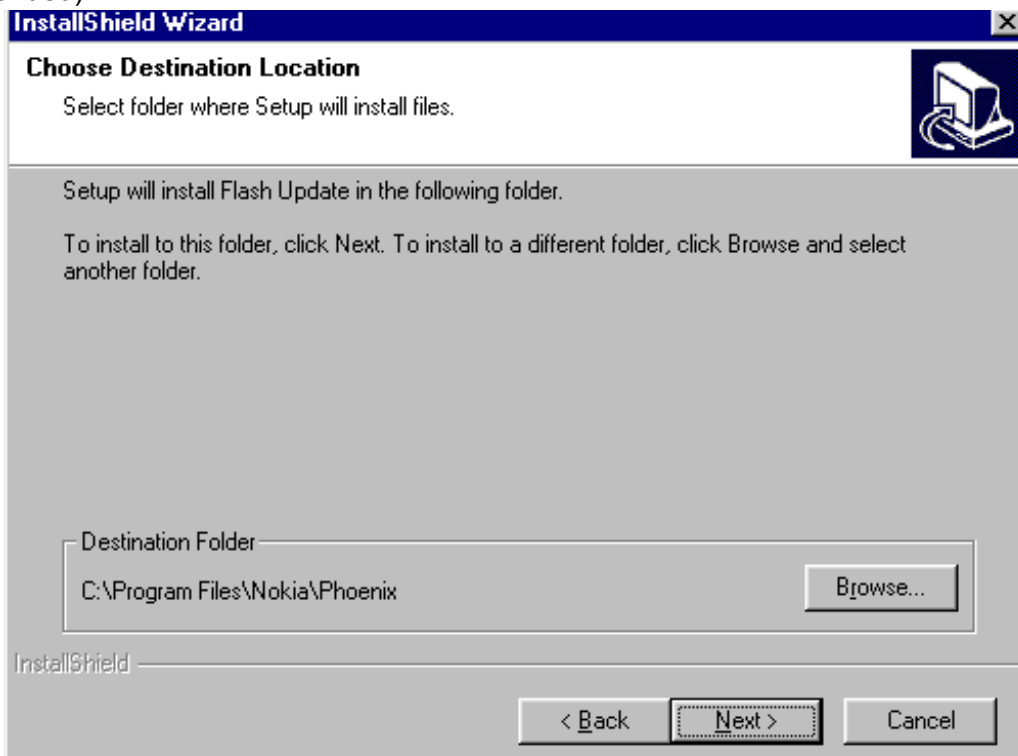 InstallShield Wizard
Choose Destination Location
Select folder where Setup will install files.
Setup will install Flash Update in the following folder.
To install to this folder, click Next. To install to a different folder, click Browse and select
another folder.
Destination Folder
C:\Program Files\Nokia\Phoenix
Browse...
InstallShield
< Back
Next >
Cancel